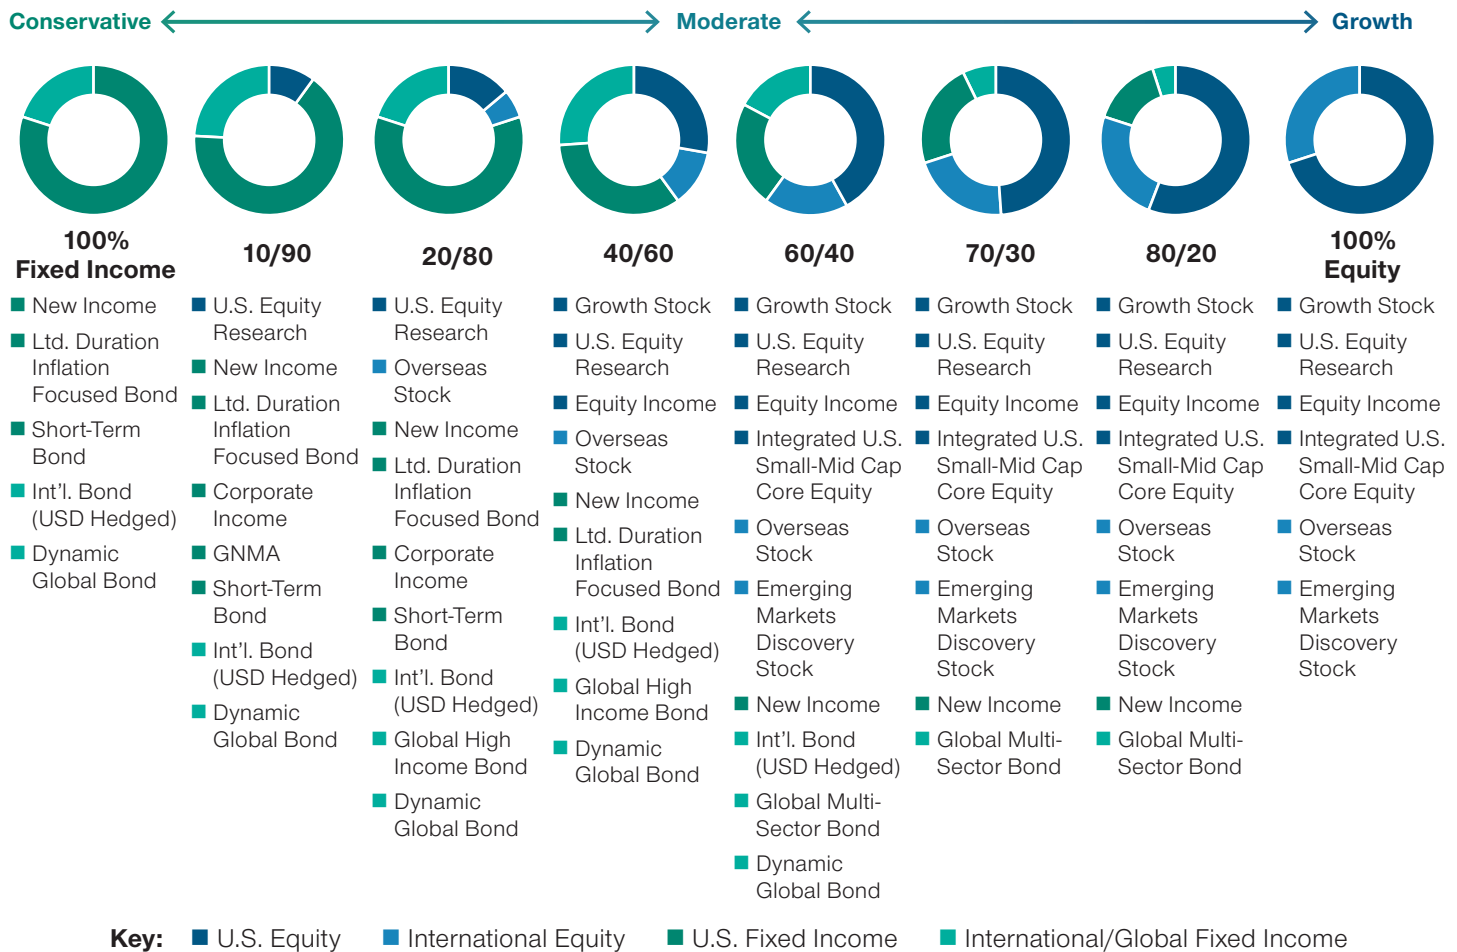 Conservative
Moderate
Growth
100%
Fixed Income
New Income
Ltd. Duration
Inflation
Focused Bond
Short-Term
Bond
Int'l. Bond
(USD Hedged)
Dynamic
Global Bond
10/90
U.S. Equity
Research
New Income
Ltd. Duration
Inflation
Focused Bond
Corporate
Income
GNMA
Short-Term
Bond
Int'l. Bond
(USD Hedged)
Dynamic
Global Bond
20/80
U.S. Equity
Research
Overseas
Stock
New Income
Ltd. Duration
Inflation
Focused Bond
Corporate
Income
Short-Term
Bond
Int'l. Bond
(USD Hedged)
Global High
Income Bond
Dynamic
Global Bond
40/60
Growth Stock
U.S. Equity
Research
Equity Income
Overseas
Stock
New Income
Ltd. Duration
Inflation
Focused Bond
Int'l. Bond
(USD Hedged)
Global High
Income Bond
Dynamic
Global Bond
60/40
Growth Stock
U.S. Equity
Research
Equity Income
Integrated U.S.
Small-Mid Cap
Core Equity
Overseas
Stock
Emerging
Markets
Discovery
Stock
New Income
Int'l. Bond
(USD Hedged)
Global Multi-
Sector Bond
Dynamic
Global Bond
70/30
Growth Stock
U.S. Equity
Research
Equity Income
Integrated U.S.
Small-Mid Cap
Core Equity
Overseas
Stock
Emerging
Markets
Discovery
Stock
New Income
Global Multi-
Sector Bond
80/20
Growth Stock
U.S. Equity
Research
Equity Income
Integrated U.S.
Small-Mid Cap
Core Equity
Overseas
Stock
Emerging
Markets
Discovery
Stock
New Income
Global Multi-
Sector Bond
100%
Equity
Growth Stock
U.S. Equity
Research
Equity Income
Integrated U.S.
Small-Mid Cap
Core Equity
Overseas
Stock
Emerging
Markets
Discovery
Stock
Key: U.S. Equity International Equity U.S. Fixed Income International/Global Fixed Income